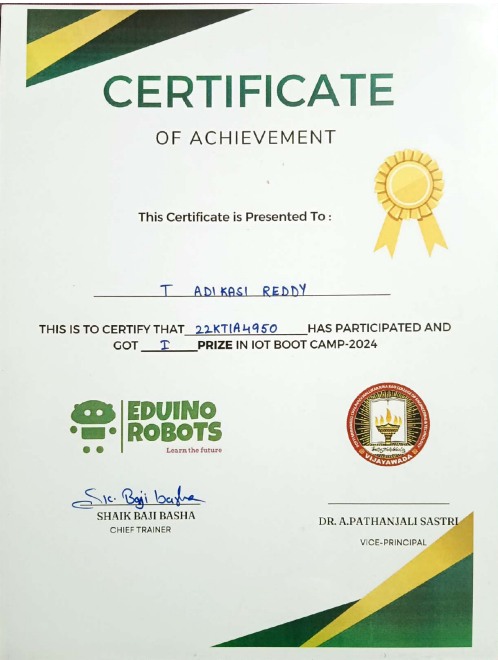 CERTIFICATE
OF ACHIEVEMENT
This Certificate is Presented To :
T ADI KASI REDDY
THIS IS TO CERTIFY THAT 22KT1A4950 HAS PARTICIPATED AND
GOT I PRIZE IN IOT BOOT CAMP-2024
EDUINO
ROBOTS
Learn the future
VIJAYAWADA
Sk. Baji basha
SHAIK BAJI BASHA
CHIEF TRAINER
DR. A.PATHANJALI SASTRI
VICE-PRINCIPAL